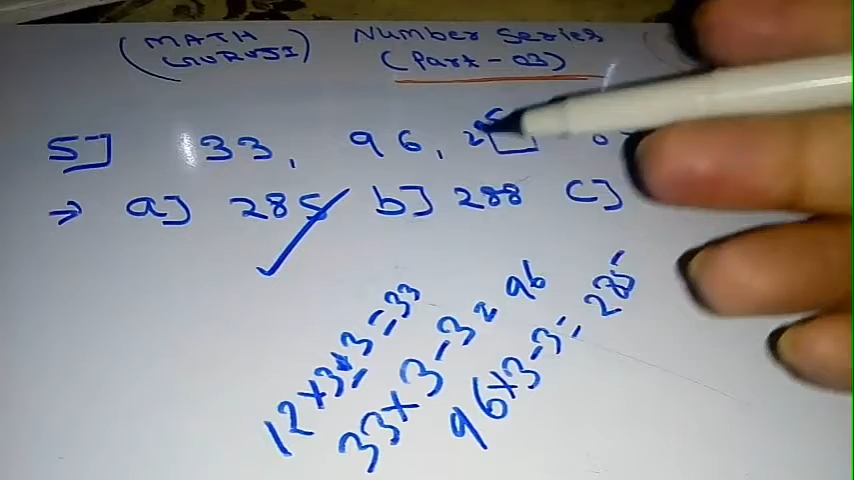 (MATH GURUJI) Number Series
(Part - 03)
5] 33, 96,
→ a] 285 b] 288 c]
12×3-3=33
33×3-3=96
96×3-3=285